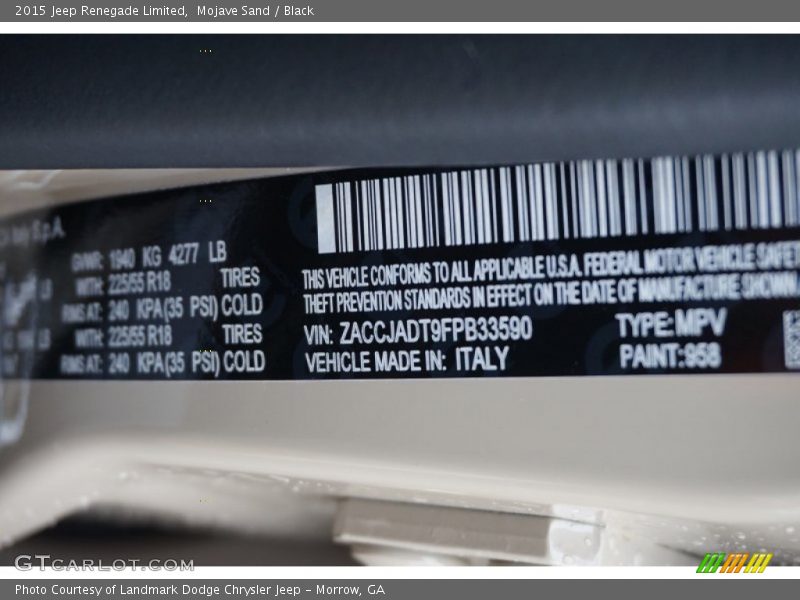 2015 Jeep Renegade Limited, Mojave Sand / Black
S.p.A.
GVWR: 1940 KG 4277 LB
WITH: 225/55 R18 TIRES
RIMS AT: 240 KPA(35 PSI) COLD
WITH: 225/55 R18 TIRES
RIMS AT: 240 KPA(35 PSI) COLD
THIS VEHICLE CONFORMS TO ALL APPLICABLE U.S.A. FEDERAL MOTOR VEHICLE SAFETY
THEFT PREVENTION STANDARDS IN EFFECT ON THE DATE OF MANUFACTURE SHOWN
VIN: ZACCJADT9FPB33590 TYPE:MPV
VEHICLE MADE IN: ITALY PAINT:958
GTCARLOT.COM
Photo Courtesy of Landmark Dodge Chrysler Jeep – Morrow, GA